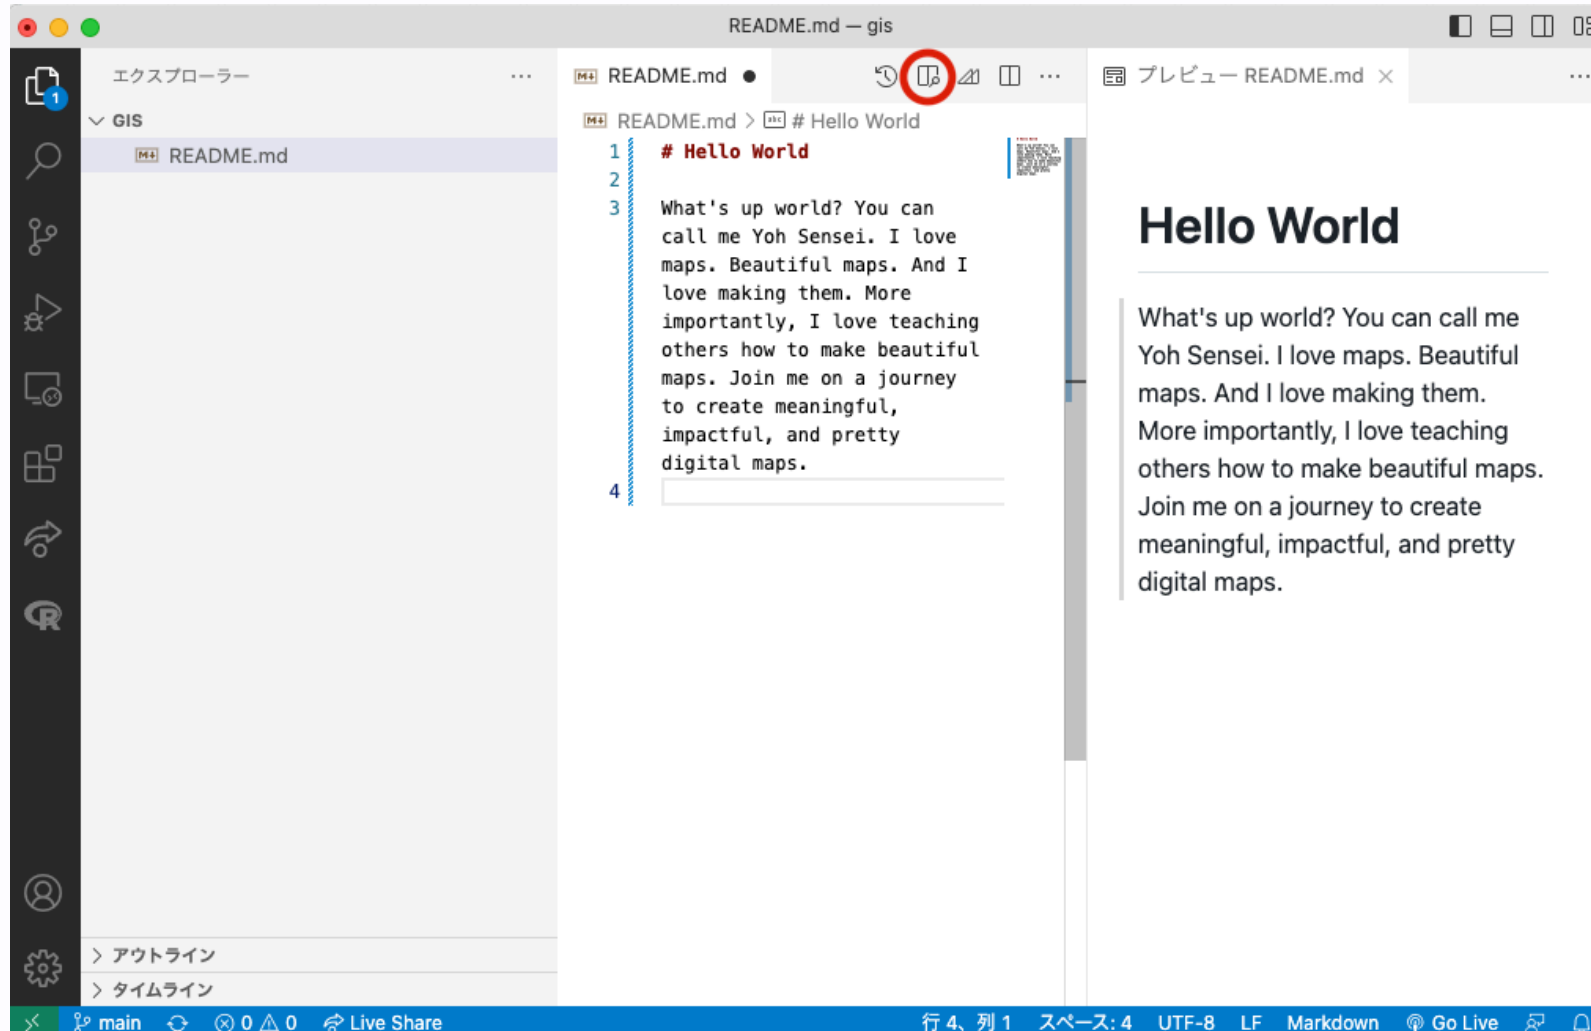 README.md — gis
エクスプローラー
GIS
README.md
アウトライン
タイムライン
README.md
README.md > # Hello World
1 # Hello World
2
3 What's up world? You can
call me Yoh Sensei. I love
maps. Beautiful maps. And I
love making them. More
importantly, I love teaching
others how to make beautiful
maps. Join me on a journey
to create meaningful,
impactful, and pretty
digital maps.
4
プレビュー README.md
Hello World
What's up world? You can call me
Yoh Sensei. I love maps. Beautiful
maps. And I love making them.
More importantly, I love teaching
others how to make beautiful maps.
Join me on a journey to create
meaningful, impactful, and pretty
digital maps.
1
main 0 0 Live Share
行 4、列 1 スペース: 4 UTF-8 LF Markdown Go Live